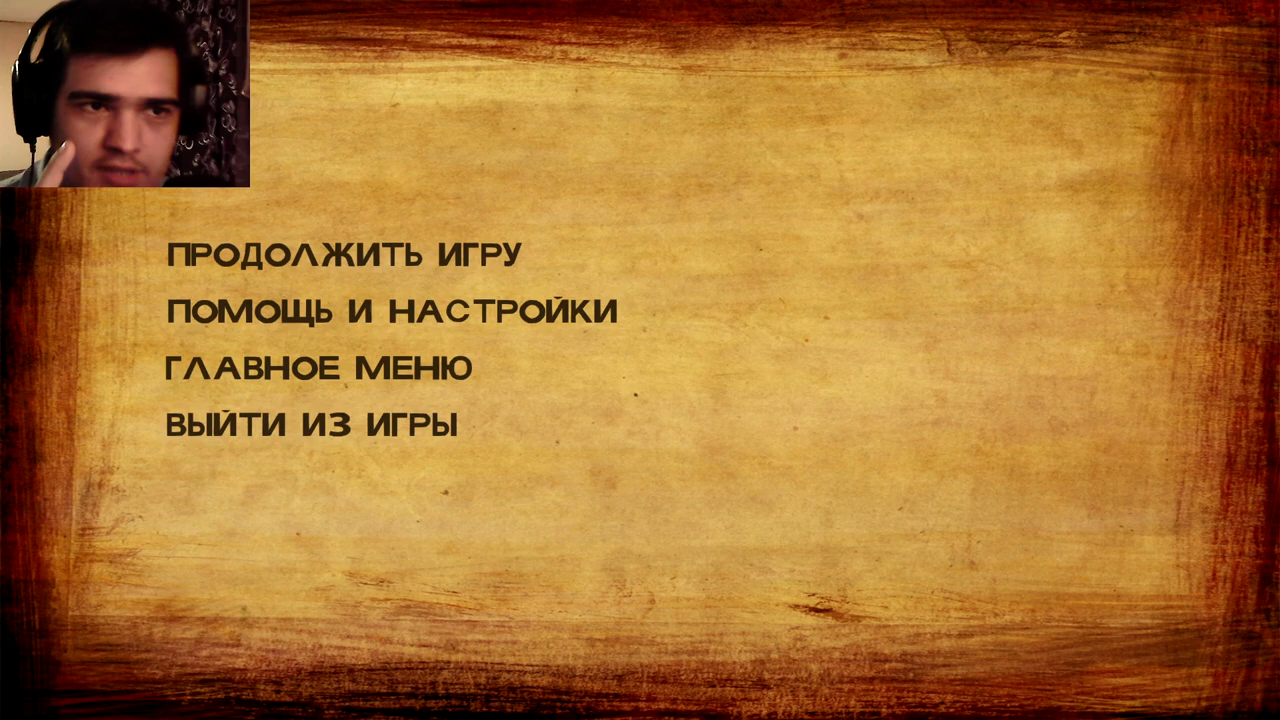 ПРОДОЛЖИТЬ ИГРУ
ПОМОЩЬ И НАСТРОЙКИ
ГЛАВНОЕ МЕНЮ
ВЫЙТИ ИЗ ИГРЫ